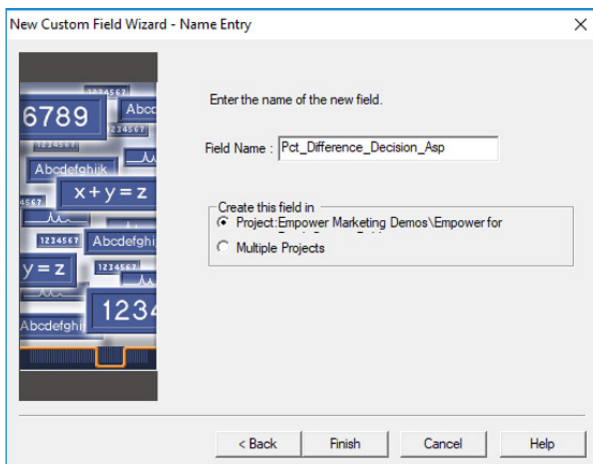 New Custom Field Wizard - Name Entry
1234567
6789
Abcc
1234567
1234567
Abcdefghijk
4567
x+y=z
1234567
Abcdefghi
y=z
1234567
1234
Abcdefghi
Enter the name of the new field.
Field Name : Pct_Difference_Decision_Asp
Create this field in
Project:Empower Marketing Demos\Empower for
Multiple Projects
< Back
Finish
Cancel
Help